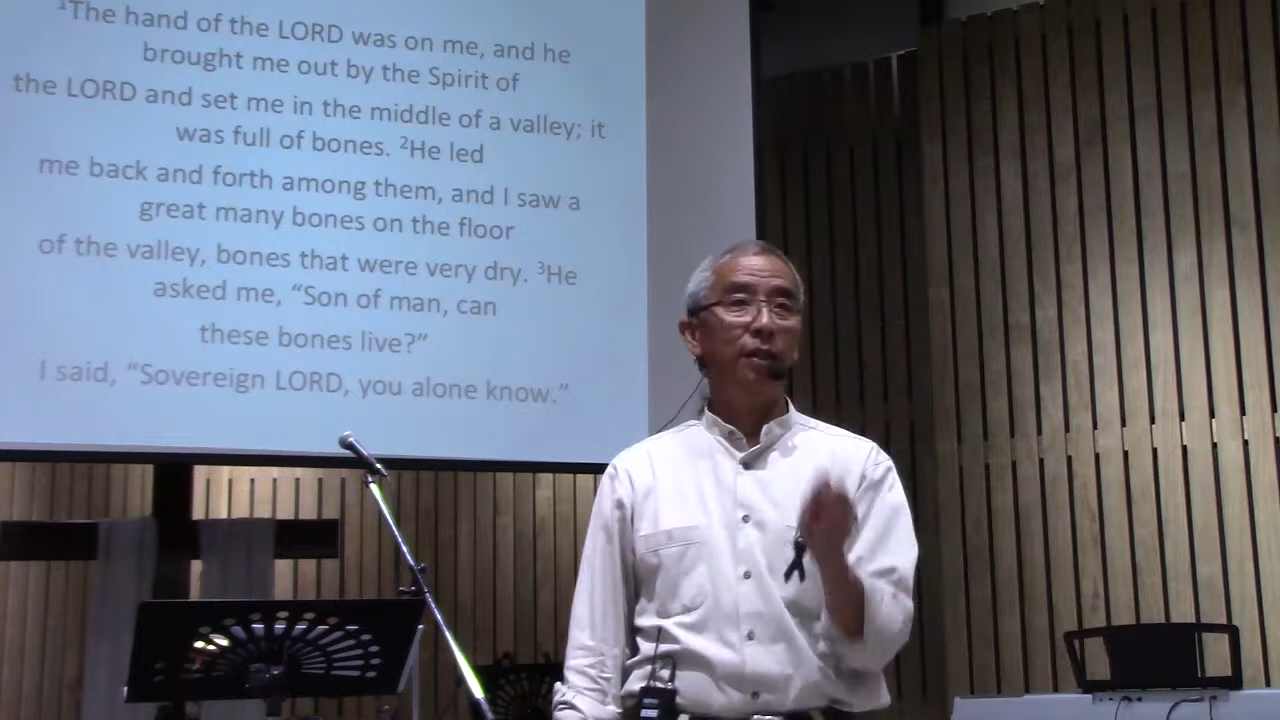 ¹The hand of the LORD was on me, and he
brought me out by the Spirit of
the LORD and set me in the middle of a valley; it
was full of bones. ²He led
me back and forth among them, and I saw a
great many bones on the floor
of the valley, bones that were very dry. ³He
asked me, “Son of man, can
these bones live?”
I said, “Sovereign LORD, you alone know.”